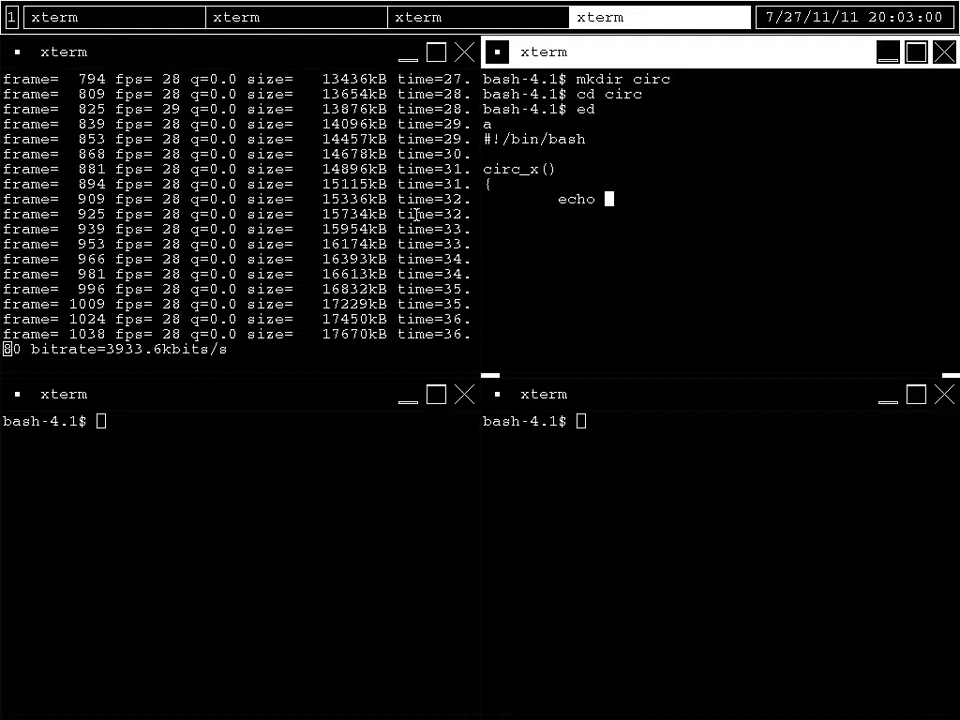 1 xterm xterm xterm xterm 7/27/11/11 20:03:00
xterm
frame= 794 fps= 28 q=0.0 size= 13436kB time=27.
frame= 809 fps= 28 q=0.0 size= 13654kB time=28.
frame= 825 fps= 29 q=0.0 size= 13876kB time=28.
frame= 839 fps= 28 q=0.0 size= 14096kB time=29.
frame= 853 fps= 28 q=0.0 size= 14457kB time=29.
frame= 868 fps= 28 q=0.0 size= 14678kB time=30.
frame= 881 fps= 28 q=0.0 size= 14896kB time=31.
frame= 894 fps= 28 q=0.0 size= 15115kB time=31.
frame= 909 fps= 28 q=0.0 size= 15336kB time=32.
frame= 925 fps= 28 q=0.0 size= 15734kB time=32.
frame= 939 fps= 28 q=0.0 size= 15954kB time=33.
frame= 953 fps= 28 q=0.0 size= 16174kB time=33.
frame= 966 fps= 28 q=0.0 size= 16393kB time=34.
frame= 981 fps= 28 q=0.0 size= 16613kB time=34.
frame= 996 fps= 28 q=0.0 size= 16832kB time=35.
frame= 1009 fps= 28 q=0.0 size= 17229kB time=35.
frame= 1024 fps= 28 q=0.0 size= 17450kB time=36.
frame= 1038 fps= 28 q=0.0 size= 17670kB time=36.
80 bitrate=3933.6kbits/s
xterm
bash-4.1$ mkdir circ
bash-4.1$ cd circ
bash-4.1$ ed
a
#!/bin/bash
circ_x()
{
echo
xterm
bash-4.1$
xterm
bash-4.1$